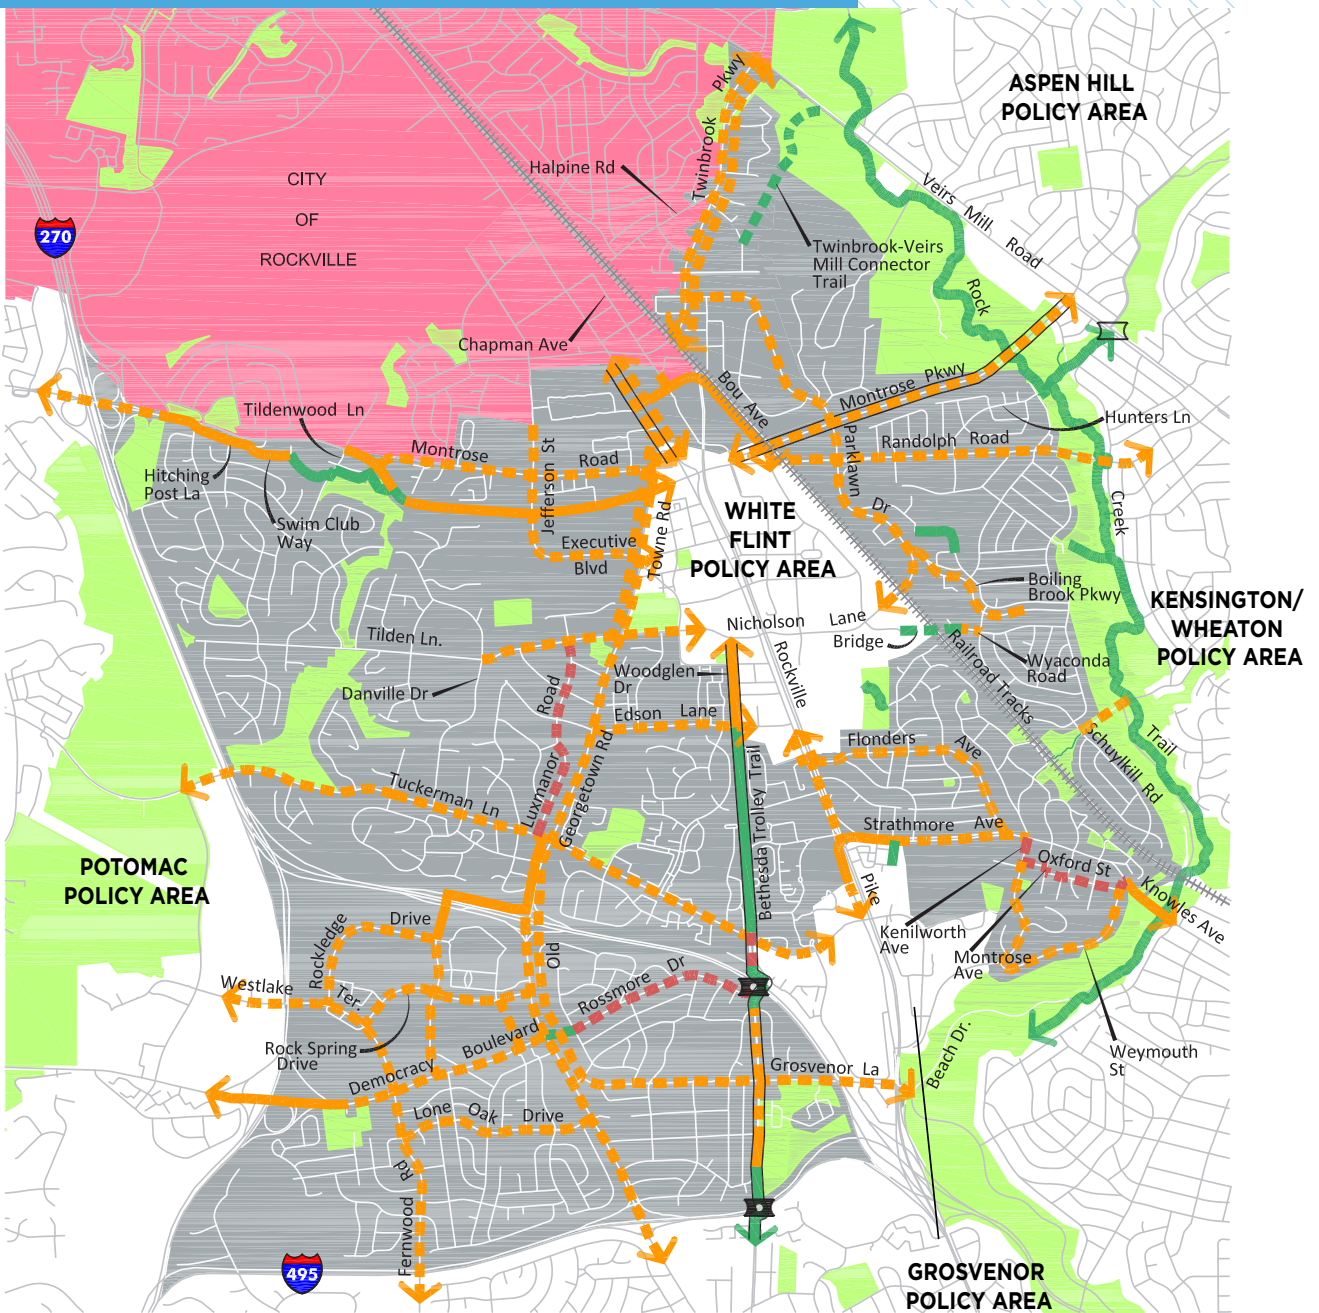 ASPEN HILL
POLICY AREA
Pkwy
Twinbrook
Halpine Rd
CITY
OF
ROCKVILLE
270
Veirs Mill Road
Twinbrook-Veirs
Mill Connector
Trail
Rock
Chapman Ave
Bou Ave
Montrose Pkwy
Tildenwood Ln
Hunters Ln
Montrose
Road
Jefferson St
Randolph Road
Parklawn
Dr
Hitching
Post La
Swim Club
Way
Creek
WHITE
FLINT
POLICY AREA
Towne Rd
Executive
Blvd
Boiling
Brook Pkwy
KENSINGTON/
WHEATON
POLICY AREA
Nicholson Lane
Bridge
Tilden Ln.
Railroad Tracks
Wyaconda
Road
Woodglen
Dr
Danville Dr
Road
Rockville
Edson Lane
Schuylkill Rd
Trail
Flonders Ave
Georgetown Rd
Luxmanor
Tuckerman Ln
Bethesda Trolley Trail
Strathmore Ave
Oxford St
POTOMAC
POLICY AREA
Pike
Knowles Ave
Drive
Rockledge
Kenilworth
Ave
Montrose
Ave
Old
Rossmore Dr
Westlake
Ter.
Rock Spring
Drive
Boulevard
Democracy
Weymouth
St
Beach Dr.
Grosvenor La
Lone Oak Drive
Fernwood Rd
495
GROSVENOR
POLICY AREA